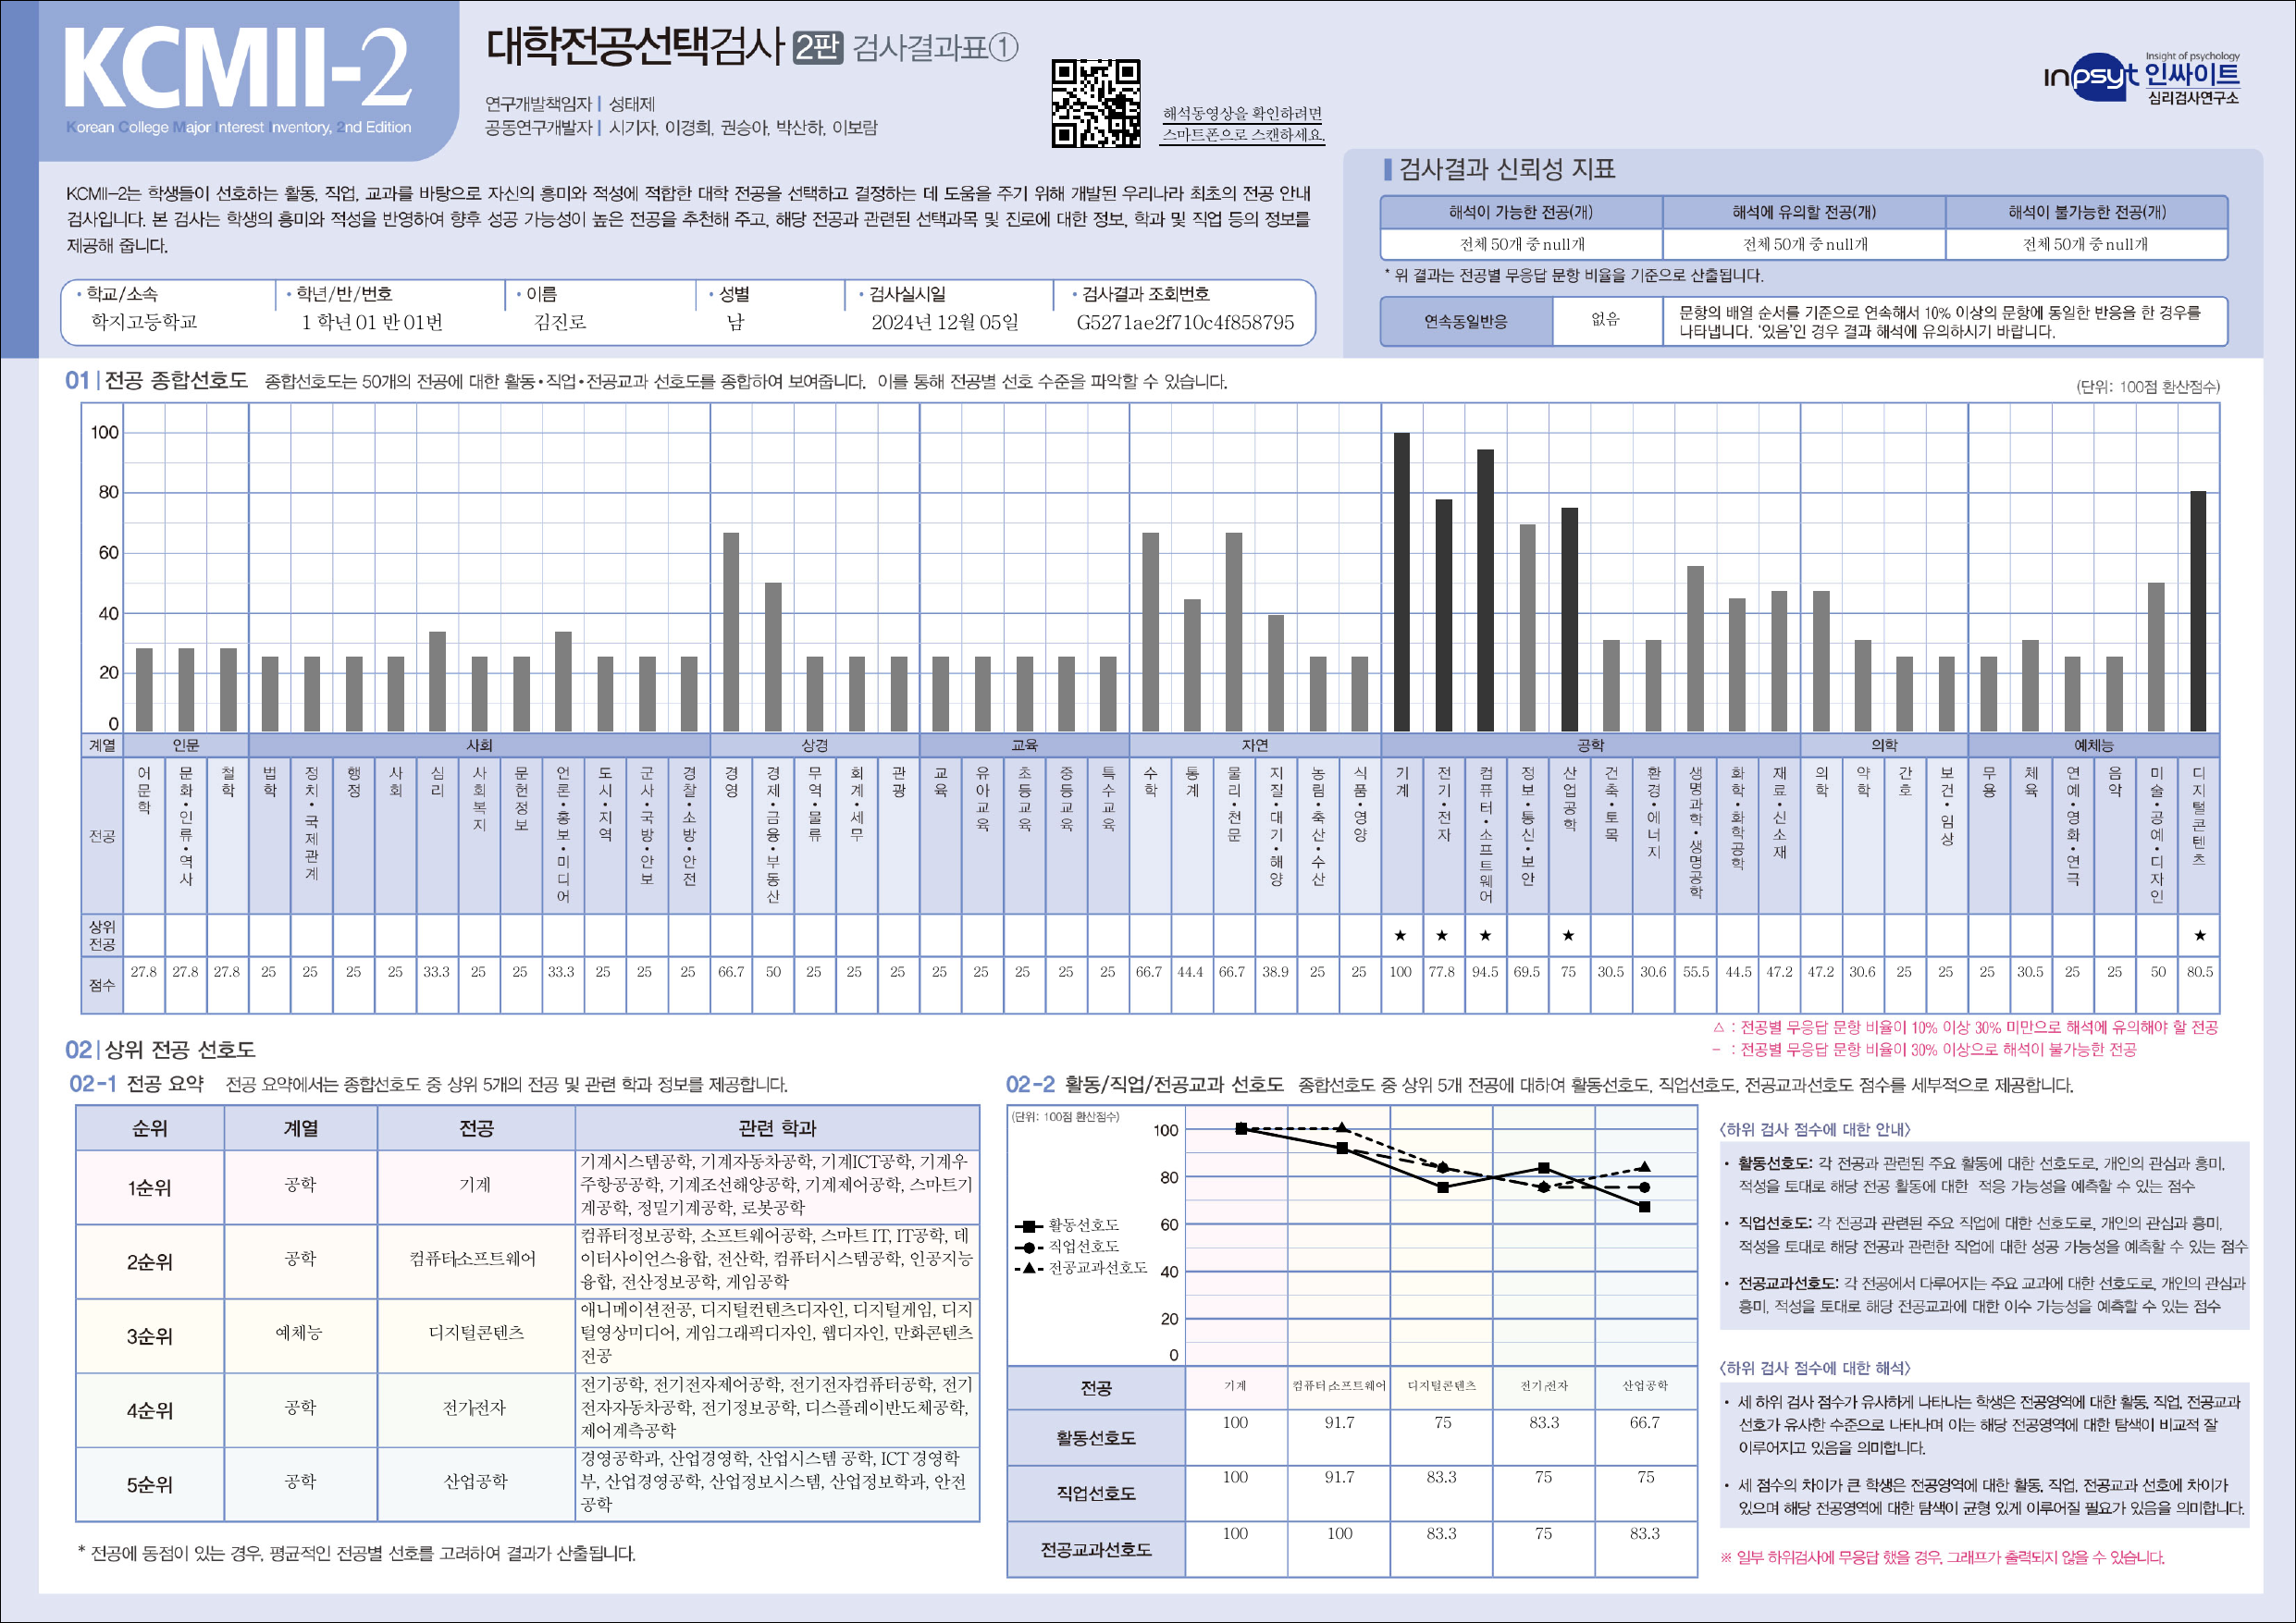 KCMII-2
Korean College Major Interest Inventory, 2nd Edition
대학전공선택검사 2판 검사결과표①
연구개발책임자 | 성태제
공동연구개발자 | 시기자, 이경희, 권승아, 박산하, 이보람
해석동영상을 확인하려면
스마트폰으로 스캔하세요.
Insight of psychology
inpsyt 인싸이트
심리검사연구소
KCMII-2는 학생들이 선호하는 활동, 직업, 교과를 바탕으로 자신의 흥미와 적성에 적합한 대학 전공을 선택하고 결정하는 데 도움을 주기 위해 개발된 우리나라 최초의 전공 안내
검사입니다. 본 검사는 학생의 흥미와 적성을 반영하여 향후 성공 가능성이 높은 전공을 추천해 주고, 해당 전공과 관련된 선택과목 및 진로에 대한 정보, 학과 및 직업 등의 정보를
제공해 줍니다.
• 학교/소속 • 학년/반/번호 • 이름 • 성별 • 검사실시일 • 검사결과 조회번호
학지고등학교 1 학년 01 반 01번 김진로 남 2024년 12월 05일 G5271ae2f710c4f858795
검사결과 신뢰성 지표
해석이 가능한 전공(개) 해석에 유의할 전공(개) 해석이 불가능한 전공(개)
전체 50개 중 null개 전체 50개 중 null개 전체 50개 중 null개
* 위 결과는 전공별 무응답 문항 비율을 기준으로 산출됩니다.
연속동일반응 없음 문항의 배열 순서를 기준으로 연속해서 10% 이상의 문항에 동일한 반응을 한 경우를
나타냅니다. '있음'인 경우 결과 해석에 유의하시기 바랍니다.
01 | 전공 종합선호도 종합선호도는 50개의 전공에 대한 활동•직업•전공교과 선호도를 종합하여 보여줍니다. 이를 통해 전공별 선호 수준을 파악할 수 있습니다.
(단위: 100점 환산점수)
100
80
60
40
20
0
계열 인문 사회 상경 교육 자연 공학 의학 예체능
전공 어문학 문화•인류•역사 철학 법학 정치•국제관계 행정 사회 심리 사회복지 문헌정보 언론•홍보•미디어 도시•지역 군사•국방•안보 경찰•소방•안전 경영 경제•금융•부동산 무역•물류 회계•세무 관광 교육 유아교육 초등교육 중등교육 특수교육 수학 통계 물리•천문 지질•대기•해양 농림•축산•수산 식품•영양 기계 전기•전자 컴퓨터•소프트웨어 정보•통신•보안 산업공학 건축•토목 환경•에너지 생명과학•생명공학 화학•화학공학 재료•신소재 의학 약학 간호 보건•임상 무용 체육 연예•영화•연극 음악 미술•공예•디자인 디지털콘텐츠
상위
전공 ★ ★ ★ ★ ★
점수 27.8 27.8 27.8 25 25 25 25 33.3 25 25 33.3 25 25 25 66.7 50 25 25 25 25 25 25 25 25 66.7 44.4 66.7 38.9 25 25 100 77.8 94.5 69.5 75 30.5 30.6 55.5 44.5 47.2 47.2 30.6 25 25 25 30.5 25 25 50 80.5
△ : 전공별 무응답 문항 비율이 10% 이상 30% 미만으로 해석에 유의해야 할 전공
– : 전공별 무응답 문항 비율이 30% 이상으로 해석이 불가능한 전공
02 | 상위 전공 선호도
02-1 전공 요약 전공 요약에서는 종합선호도 중 상위 5개의 전공 및 관련 학과 정보를 제공합니다.
순위 계열 전공 관련 학과
1순위 공학 기계 기계시스템공학, 기계자동차공학, 기계ICT공학, 기계우
주항공공학, 기계조선해양공학, 기계제어공학, 스마트기
계공학, 정밀기계공학, 로봇공학
2순위 공학 컴퓨터소프트웨어 컴퓨터정보공학, 소프트웨어공학, 스마트 IT, IT공학, 데
이터사이언스융합, 전산학, 컴퓨터시스템공학, 인공지능
융합, 전산정보공학, 게임공학
3순위 예체능 디지털콘텐츠 애니메이션전공, 디지털컨텐츠디자인, 디지털게임, 디지
털영상미디어, 게임그래픽디자인, 웹디자인, 만화콘텐츠
전공
4순위 공학 전기전자 전기공학, 전기전자제어공학, 전기전자컴퓨터공학, 전기
전자자동차공학, 전기정보공학, 디스플레이반도체공학,
제어계측공학
5순위 공학 산업공학 경영공학과, 산업경영학, 산업시스템 공학, ICT 경영학
부, 산업경영공학, 산업정보시스템, 산업정보학과, 안전
공학
* 전공에 동점이 있는 경우, 평균적인 전공별 선호를 고려하여 결과가 산출됩니다.
02-2 활동/직업/전공교과 선호도 종합선호도 중 상위 5개 전공에 대하여 활동선호도, 직업선호도, 전공교과선호도 점수를 세부적으로 제공합니다.
(단위: 100점 환산점수)
100
80
60
40
20
0
활동선호도
직업선호도
전공교과선호도
전공 기계 컴퓨터소프트웨어 디지털콘텐츠 전기전자 산업공학
활동선호도 100 91.7 75 83.3 66.7
직업선호도 100 91.7 83.3 75 75
전공교과선호도 100 100 83.3 75 83.3
〈하위 검사 점수에 대한 안내〉
• 활동선호도: 각 전공과 관련된 주요 활동에 대한 선호도로, 개인의 관심과 흥미,
적성을 토대로 해당 전공 활동에 대한 적응 가능성을 예측할 수 있는 점수
• 직업선호도: 각 전공과 관련된 주요 직업에 대한 선호도로, 개인의 관심과 흥미,
적성을 토대로 해당 전공과 관련한 직업에 대한 성공 가능성을 예측할 수 있는 점수
• 전공교과선호도: 각 전공에서 다루어지는 주요 교과에 대한 선호도로, 개인의 관심과
흥미, 적성을 토대로 해당 전공교과에 대한 이수 가능성을 예측할 수 있는 점수
〈하위 검사 점수에 대한 해석〉
• 세 하위 검사 점수가 유사하게 나타나는 학생은 전공영역에 대한 활동, 직업, 전공교과
선호가 유사한 수준으로 나타나며 이는 해당 전공영역에 대한 탐색이 비교적 잘
이루어지고 있음을 의미합니다.
• 세 점수의 차이가 큰 학생은 전공영역에 대한 활동, 직업, 전공교과 선호에 차이가
있으며 해당 전공영역에 대한 탐색이 균형 있게 이루어질 필요가 있음을 의미합니다.
※ 일부 하위검사에 무응답 했을 경우, 그래프가 출력되지 않을 수 있습니다.